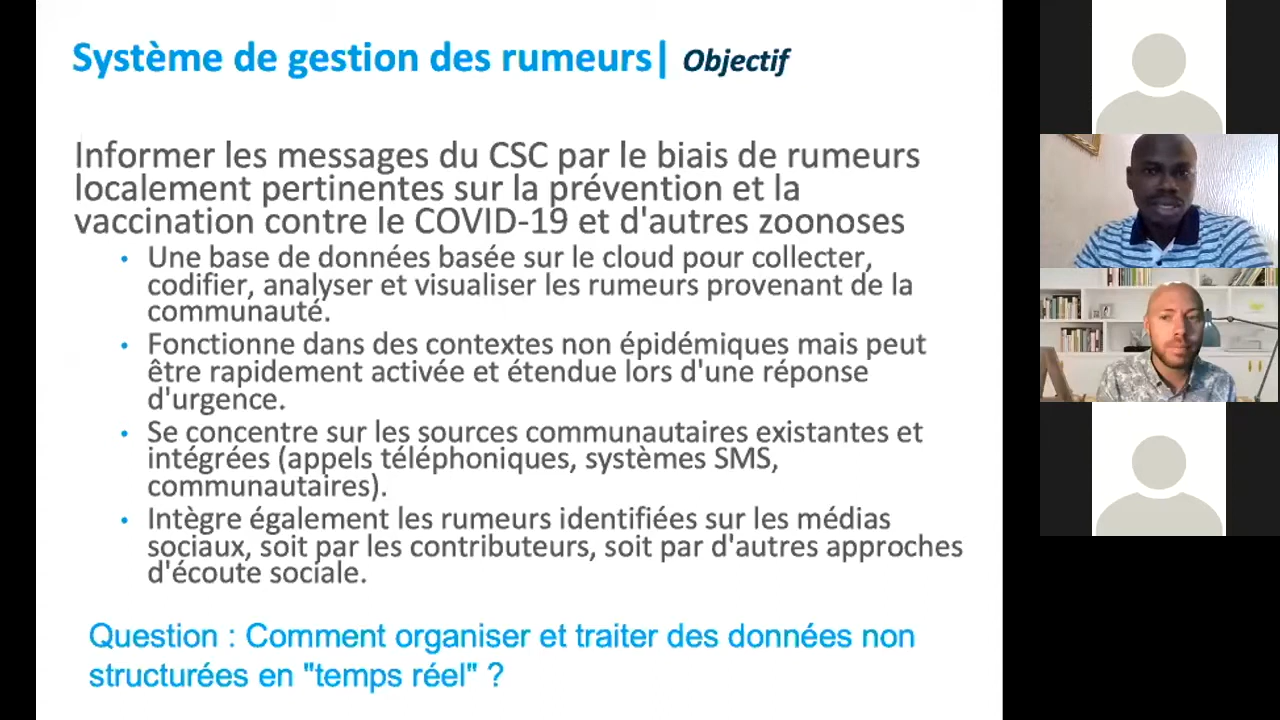 Système de gestion des rumeurs| Objectif
Informer les messages du CSC par le biais de rumeurs
localement pertinentes sur la prévention et la
vaccination contre le COVID-19 et d'autres zoonoses
• Une base de données basée sur le cloud pour collecter,
codifier, analyser et visualiser les rumeurs provenant de la
communauté.
• Fonctionne dans des contextes non épidémiques mais peut
être rapidement activée et étendue lors d'une réponse
d'urgence.
• Se concentre sur les sources communautaires existantes et
intégrées (appels téléphoniques, systèmes SMS,
communautaires).
• Intègre également les rumeurs identifiées sur les médias
sociaux, soit par les contributeurs, soit par d'autres approches
d'écoute sociale.
Question : Comment organiser et traiter des données non
structurées en "temps réel" ?